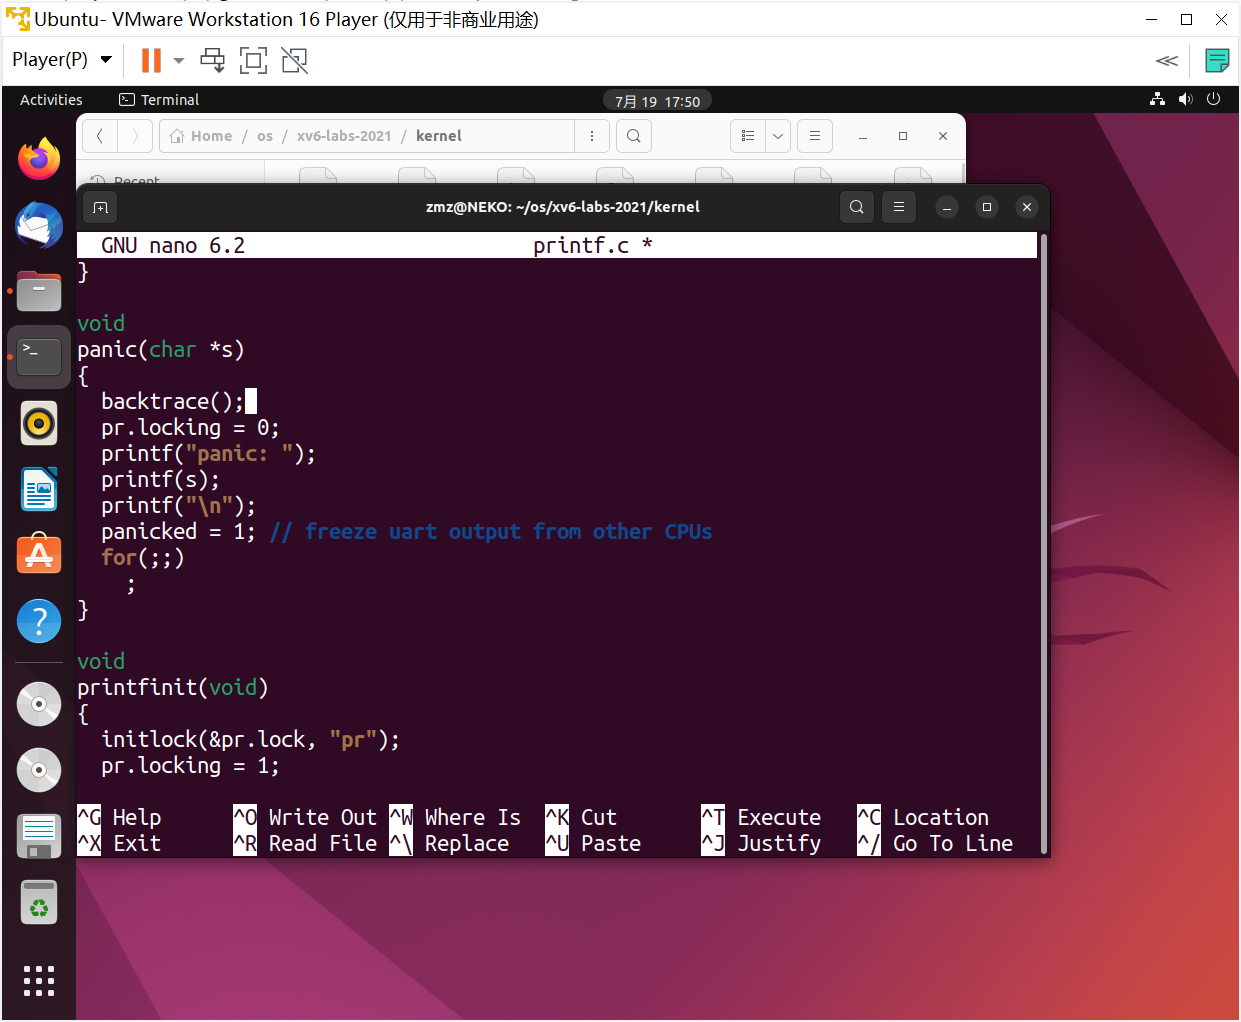 Ubuntu- VMware Workstation 16 Player (仅用于非商业用途)
Player(P)
Activities
Terminal
7月 19 17:50
Home / os / xv6-labs-2021 / kernel
Recent
zmz@NEKO: ~/os/xv6-labs-2021/kernel
GNU nano 6.2 printf.c *
}
void
panic(char *s)
{
backtrace();
pr.locking = 0;
printf("panic: ");
printf(s);
printf("\n");
panicked = 1; // freeze uart output from other CPUs
for(;;)
;
}
void
printfinit(void)
{
initlock(&pr.lock, "pr");
pr.locking = 1;
^G Help ^O Write Out ^W Where Is ^K Cut ^T Execute ^C Location
^X Exit ^R Read File ^\ Replace ^U Paste ^J Justify ^/ Go To Line